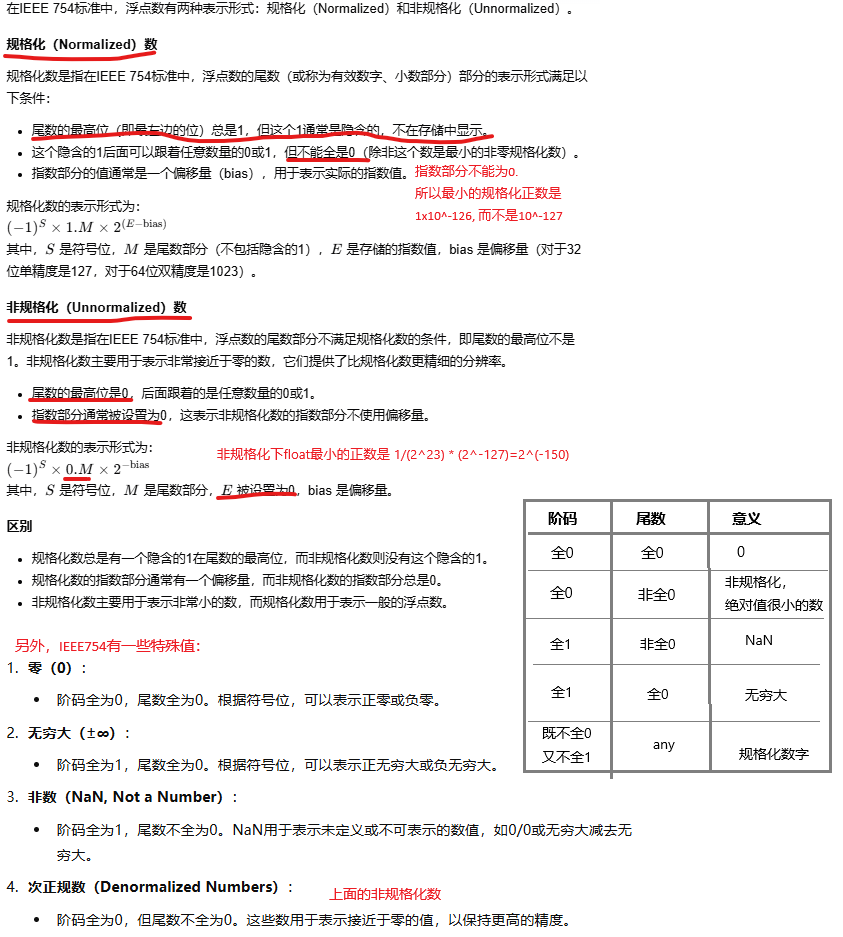 在IEEE 754标准中，浮点数有两种表示形式：规格化（Normalized）和非规格化（Unnormalized）。
规格化（Normalized）数
规格化数是指在IEEE 754标准中，浮点数的尾数（或称为有效数字、小数部分）部分的表示形式满足以
下条件：
• 尾数的最高位（即最左边的位）总是1，但这个1通常是隐含的，不在存储中显示。
• 这个隐含的1后面可以跟着任意数量的0或1，但不能全是0（除非这个数是最小的非零规格化数）。
• 指数部分的值通常是一个偏移量（bias），用于表示实际的指数值。
指数部分不能为0.
所以最小的规格化正数是
1x10^-126, 而不是10^-127
规格化数的表示形式为：
(−1)^S × 1.M × 2^(E−bias)
其中，S 是符号位，M 是尾数部分（不包括隐含的1），E 是存储的指数值，bias 是偏移量（对于32
位单精度是127，对于64位双精度是1023）。
非规格化（Unnormalized）数
非规格化数是指在IEEE 754标准中，浮点数的尾数部分不满足规格化数的条件，即尾数的最高位不是
1。非规格化数主要用于表示非常接近于零的数，它们提供了比规格化数更精细的分辨率。
• 尾数的最高位是0，后面跟着的是任意数量的0或1。
• 指数部分通常被设置为0，这表示非规格化数的指数部分不使用偏移量。
非规格化数的表示形式为：
非规格化下float最小的正数是 1/(2^23) * (2^-127)=2^(-150)
(−1)^S × 0.M × 2^−bias
其中，S 是符号位，M 是尾数部分，E 被设置为0，bias 是偏移量。
区别
• 规格化数总是有一个隐含的1在尾数的最高位，而非规格化数则没有这个隐含的1。
• 规格化数的指数部分通常有一个偏移量，而非规格化数的指数部分总是0。
• 非规格化数主要用于表示非常小的数，而规格化数用于表示一般的浮点数。
阶码 尾数 意义
全0 全0 0
全0 非全0 非规格化，
绝对值很小的数
全1 非全0 NaN
全1 全0 无穷大
既不全0
又不全1 any 规格化数字
另外，IEEE754有一些特殊值：
1. 零（0）：
• 阶码全为0，尾数全为0。根据符号位，可以表示正零或负零。
2. 无穷大（±∞）：
• 阶码全为1，尾数全为0。根据符号位，可以表示正无穷大或负无穷大。
3. 非数（NaN, Not a Number）：
• 阶码全为1，尾数不全为0。NaN用于表示未定义或不可表示的数值，如0/0或无穷大减去无
穷大。
4. 次正规数（Denormalized Numbers）：
上面的非规格化数
• 阶码全为0，但尾数不全为0。这些数用于表示接近于零的值，以保持更高的精度。